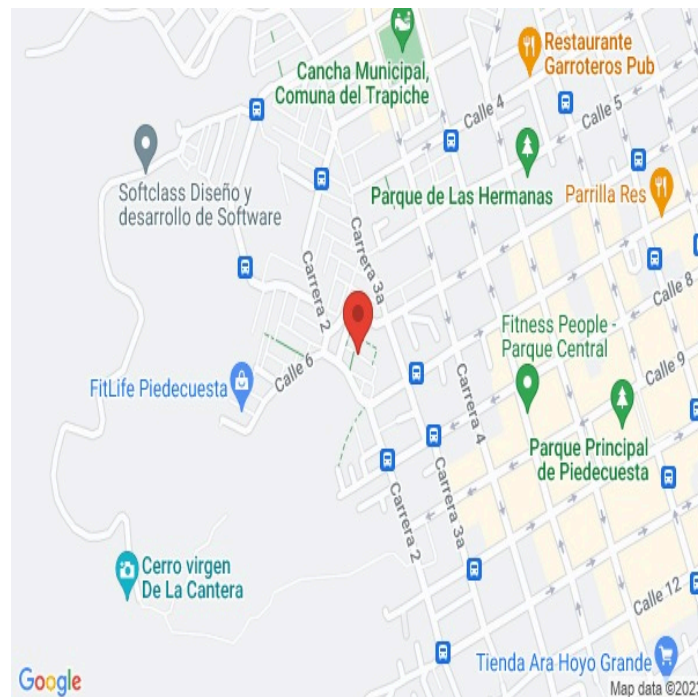 Restaurante
Garroteros Pub
Cancha Municipal,
Comuna del Trapiche
Calle 4
Calle 5
Softclass Diseño y
desarrollo de Software
Parque de Las Hermanas
Parrilla Res
Carrera 3a
Carrera 2
Calle 8
Fitness People -
Parque Central
Calle 6
FitLife Piedecuesta
Carrera 4
Calle 9
Parque Principal
de Piedecuesta
Carrera 3a
Carrera 2
Cerro virgen
De La Cantera
Calle 12
Tienda Ara Hoyo Grande
Google
Map data ©202